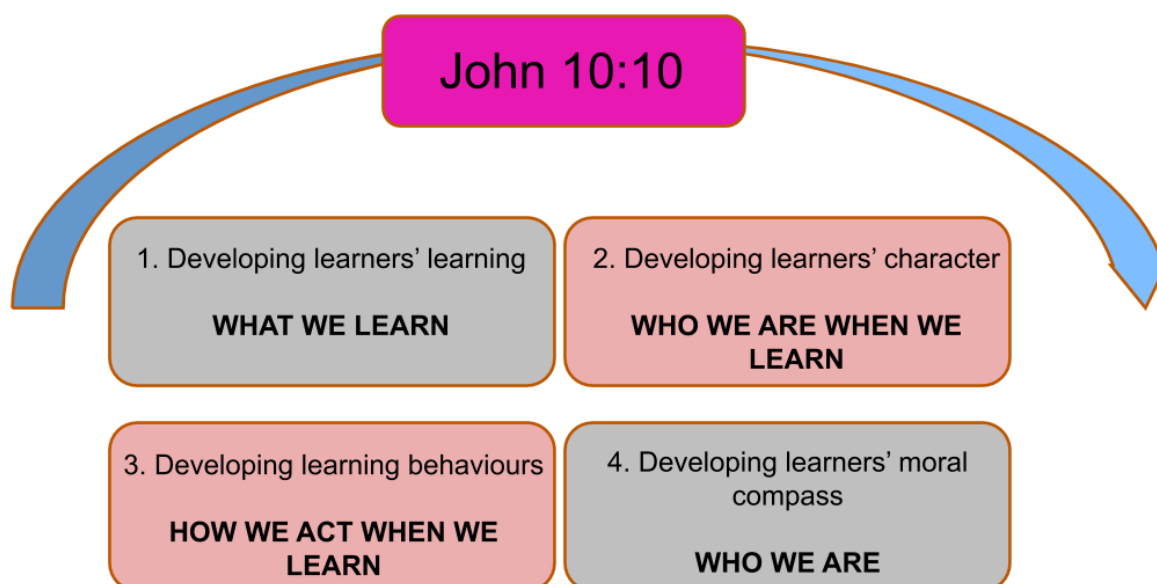 John 10:10
1. Developing learners’ learning
WHAT WE LEARN
2. Developing learners’ character
WHO WE ARE WHEN WE
LEARN
3. Developing learning behaviours
HOW WE ACT WHEN WE
LEARN
4. Developing learners’ moral
compass
WHO WE ARE